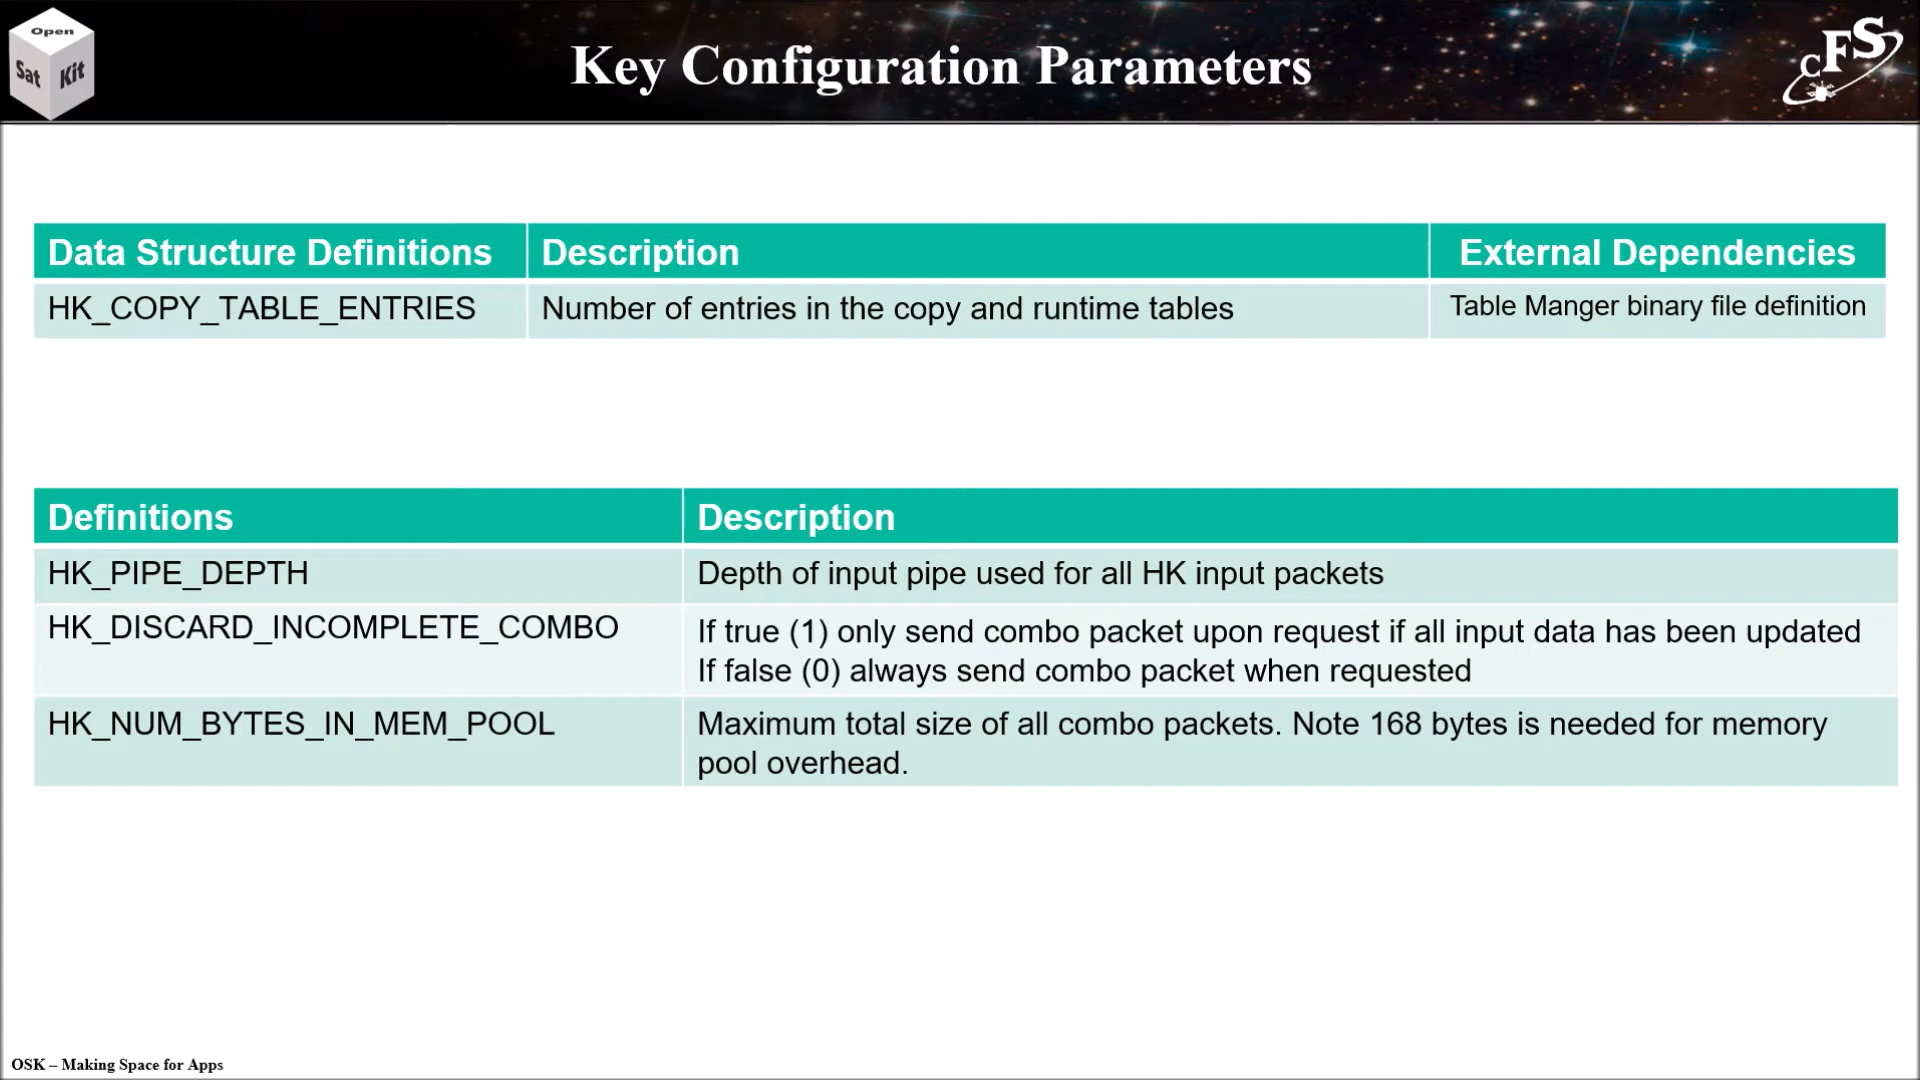 Open
Sat Kit
Key Configuration Parameters
cFS
Data Structure Definitions Description External Dependencies
HK_COPY_TABLE_ENTRIES Number of entries in the copy and runtime tables Table Manger binary file definition
Definitions Description
HK_PIPE_DEPTH Depth of input pipe used for all HK input packets
HK_DISCARD_INCOMPLETE_COMBO If true (1) only send combo packet upon request if all input data has been updated
If false (0) always send combo packet when requested
HK_NUM_BYTES_IN_MEM_POOL Maximum total size of all combo packets. Note 168 bytes is needed for memory
pool overhead.
OSK – Making Space for Apps